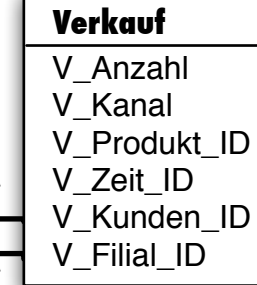 Verkauf
V_Anzahl
V_Kanal
V_Produkt_ID
V_Zeit_ID
V_Kunden_ID
V_Filial_ID